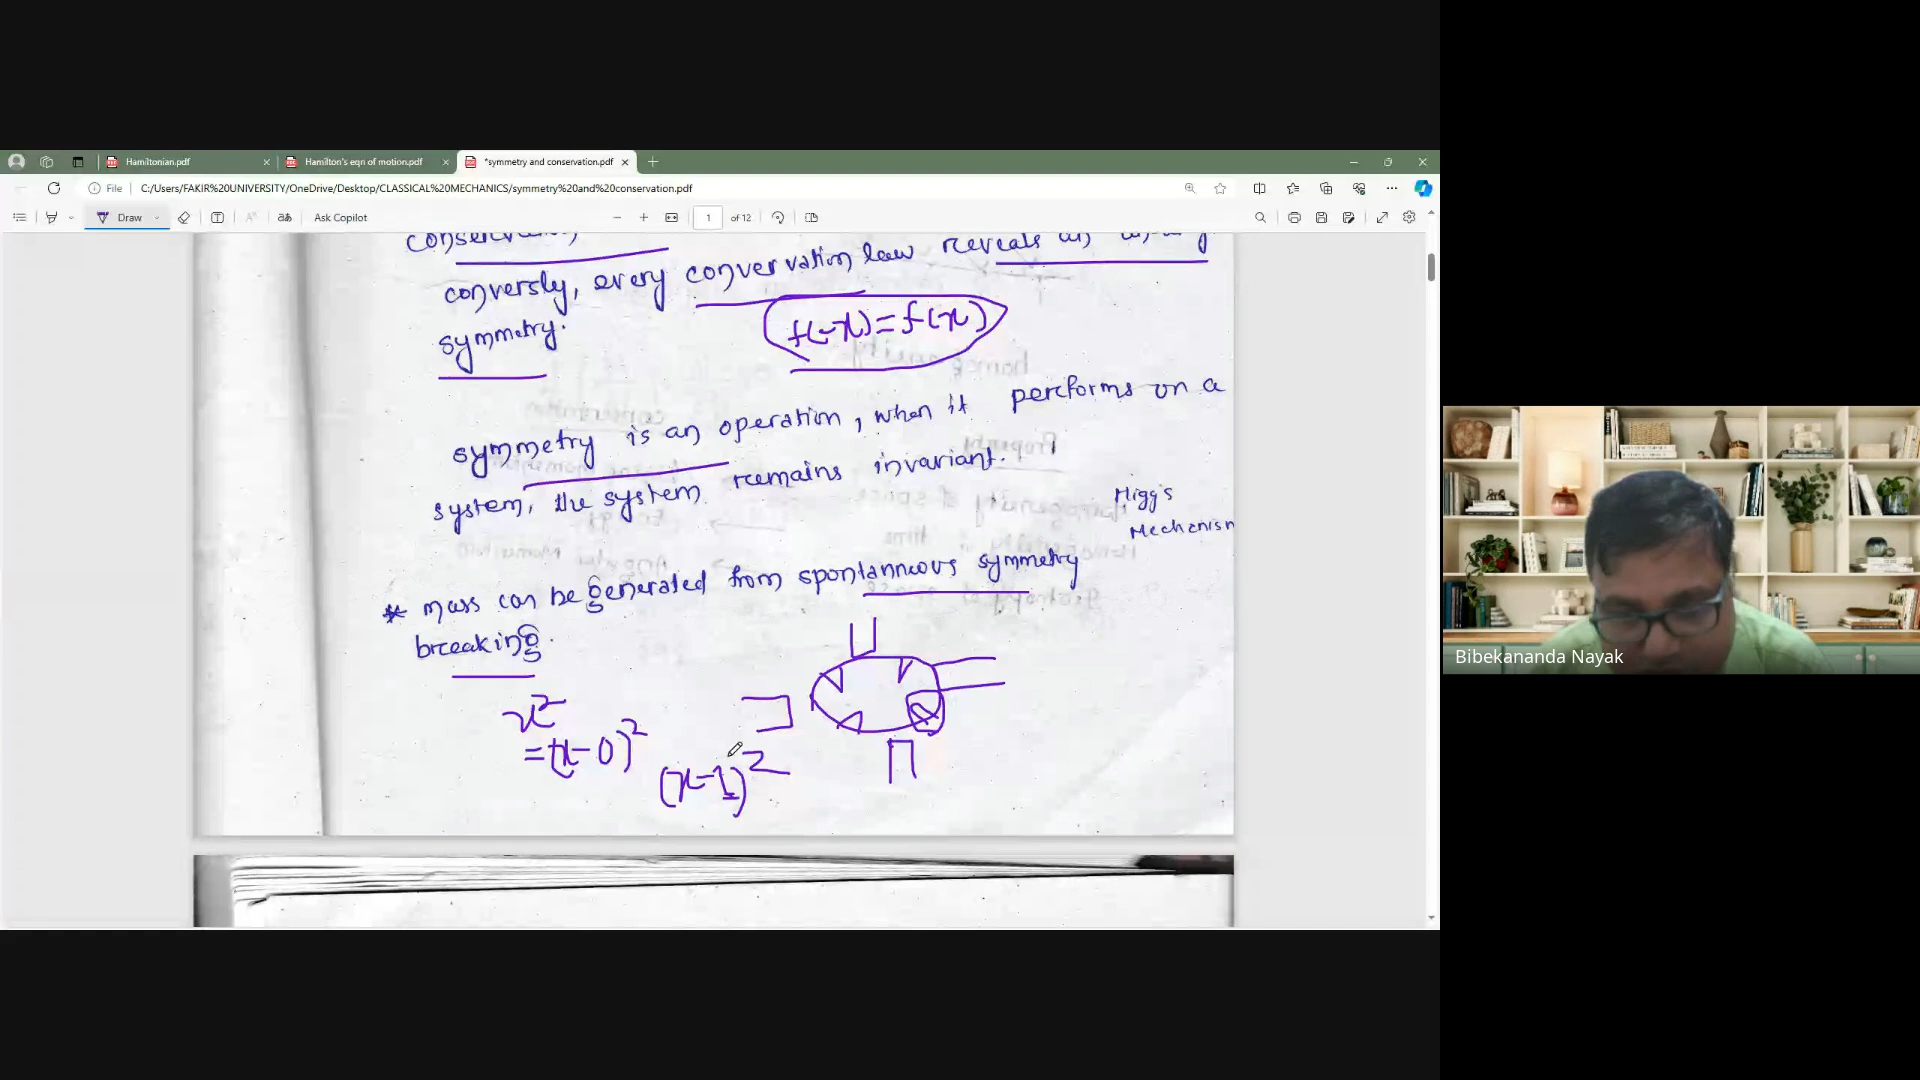 Hamiltonian.pdf
Hamilton's eqn of motion.pdf
*symmetry and conservation.pdf
File
C:/Users/FAKIR%20UNIVERSITY/OneDrive/Desktop/CLASSICAL%20MECHANICS/symmetry%20and%20conservation.pdf
Draw
Ask Copilot
1 of 12
law reveals
conversly, every convervation
symmetry.
f(-x)=f(x)
symmetry is an operation, when it performs on a
system, the system remains invariant.
Higg's
Mechanism
* mass can be generated from spontanneous symmetry
breaking.
x²
=(x-0)²
(x-1)²
Bibekananda Nayak